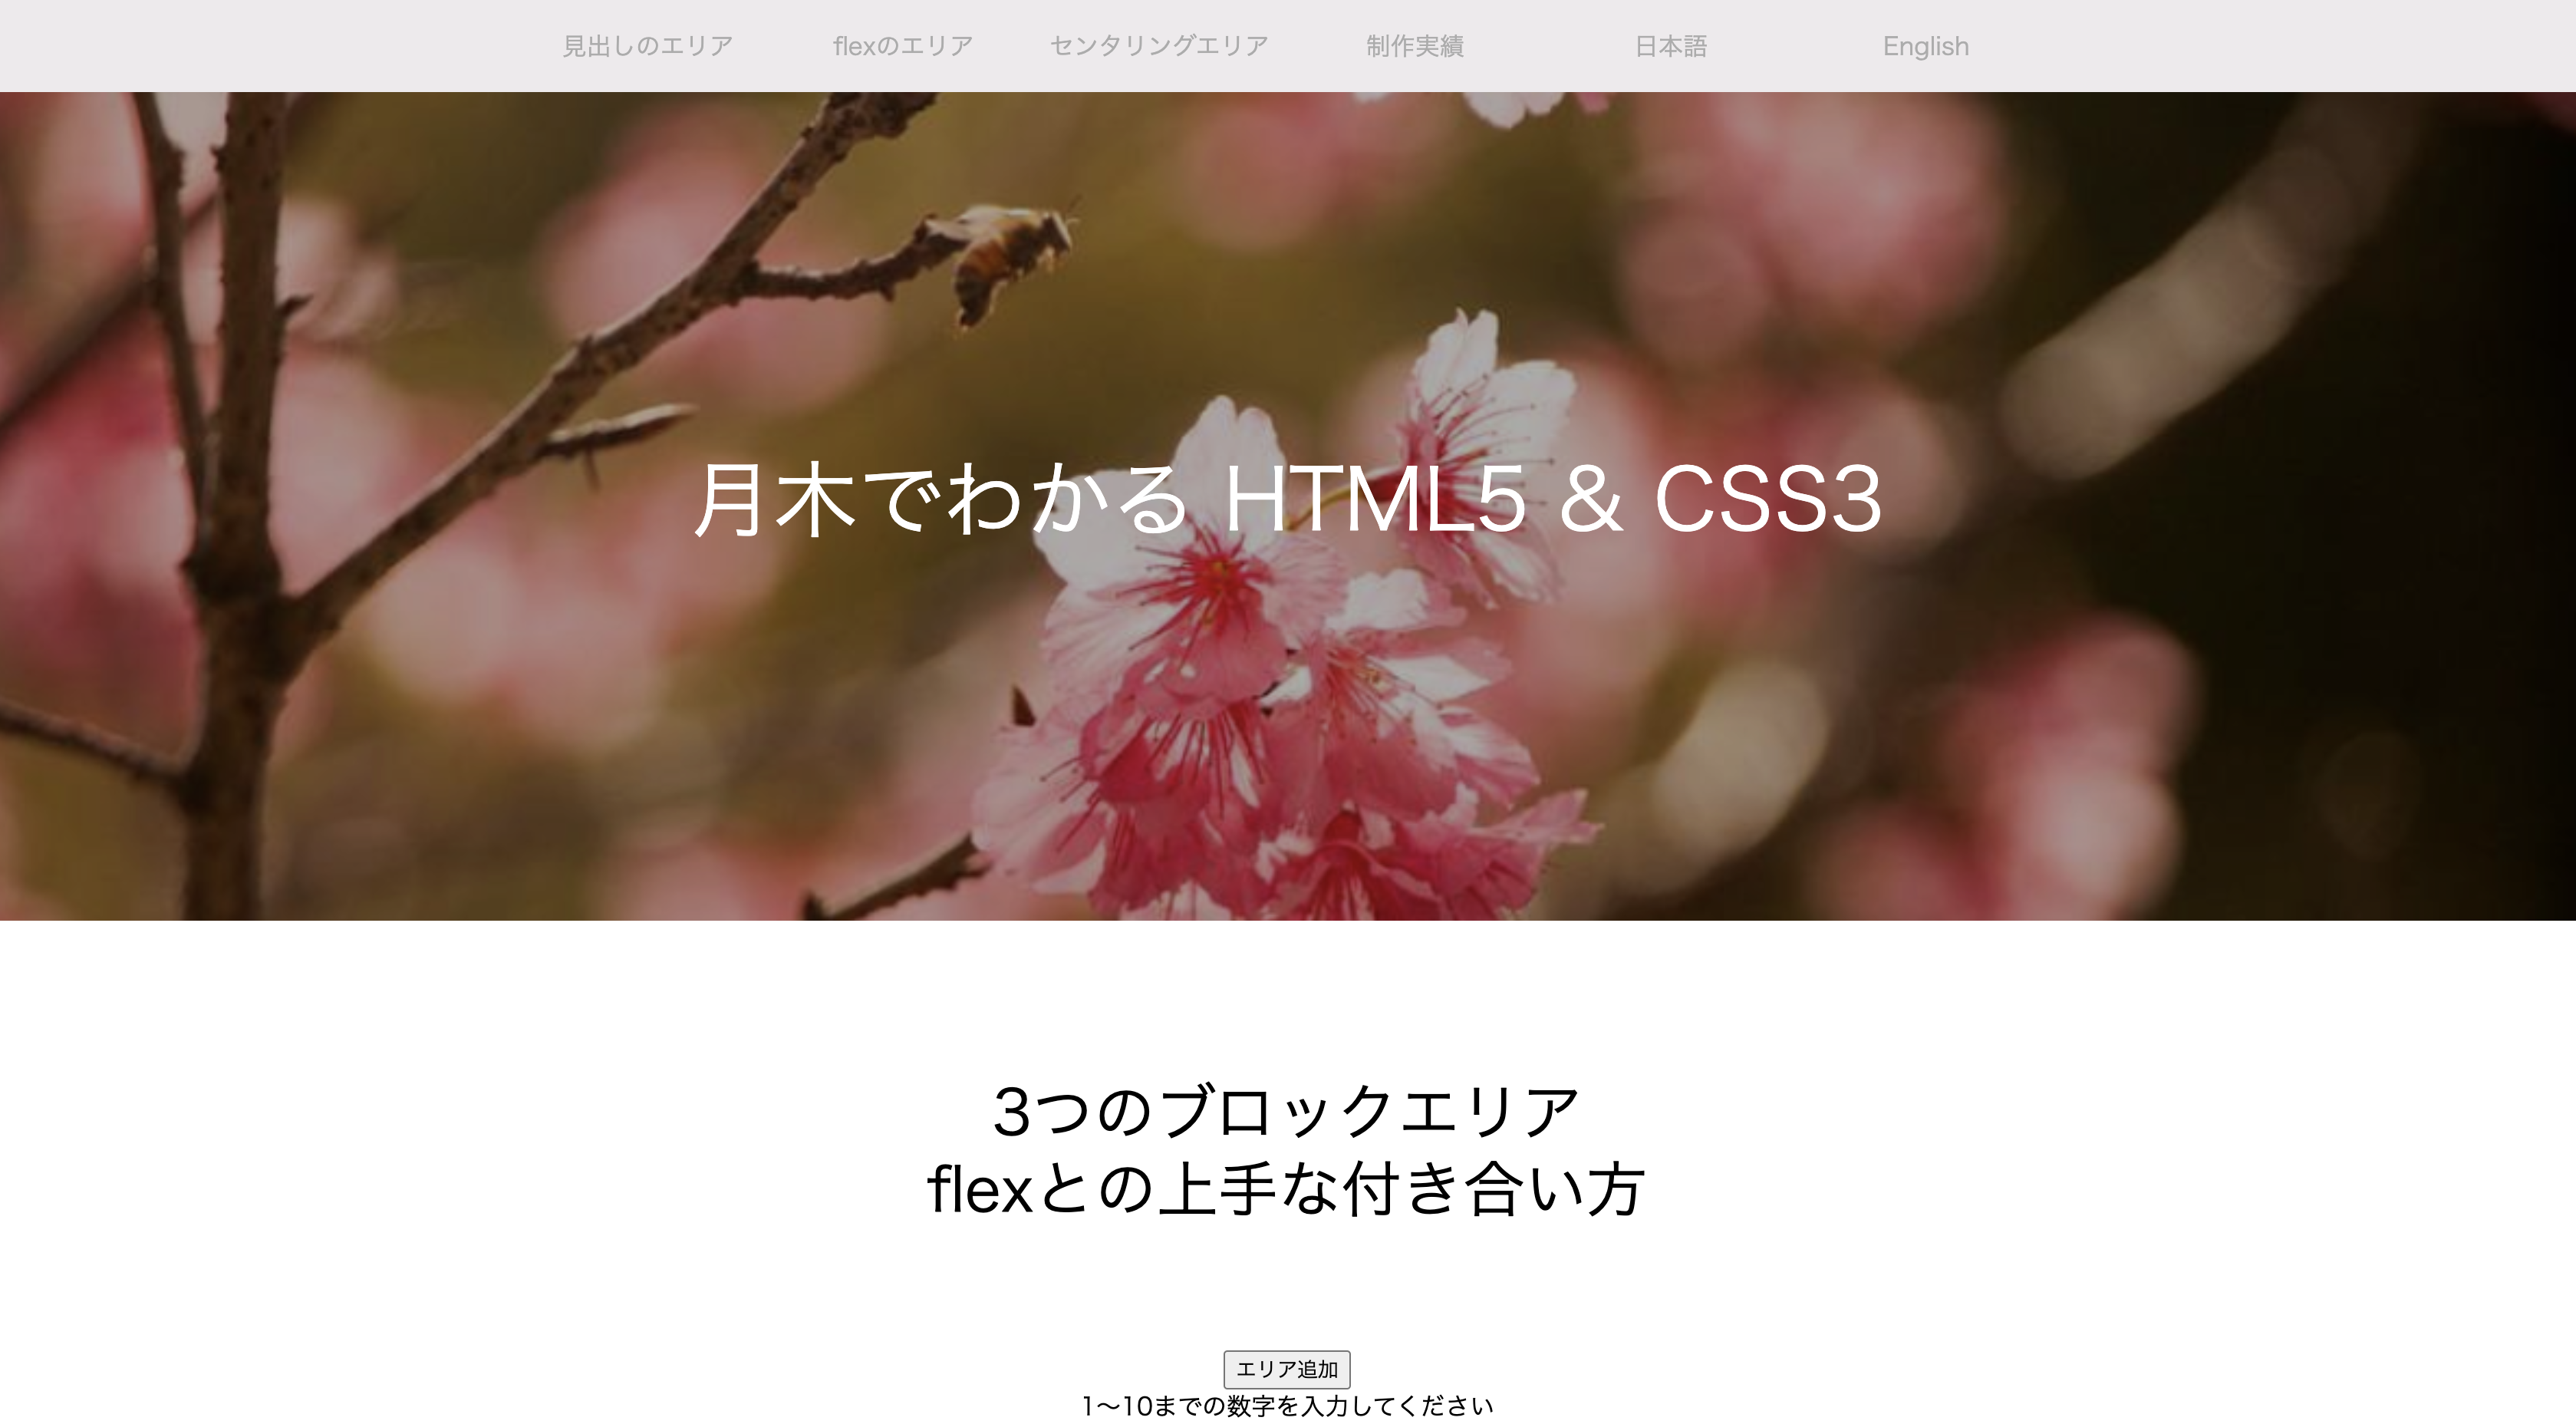 見出しのエリア flexのエリア センタリングエリア 制作実績 日本語 English
月木でわかる HTML5 & CSS3
3つのブロックエリア
flexとの上手な付き合い方
エリア追加
1〜10までの数字を入力してください